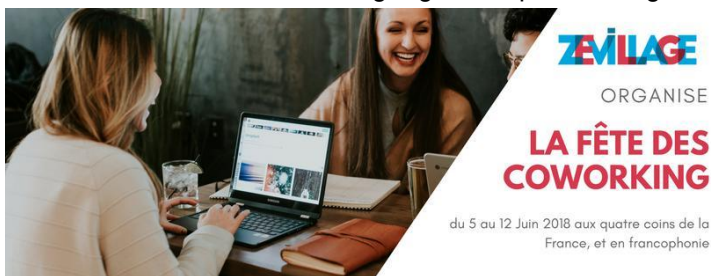 ZEVILLAGE
ORGANISE
LA FÊTE DES
COWORKING
du 5 au 12 Juin 2018 aux quatre coins de la
France, et en francophonie